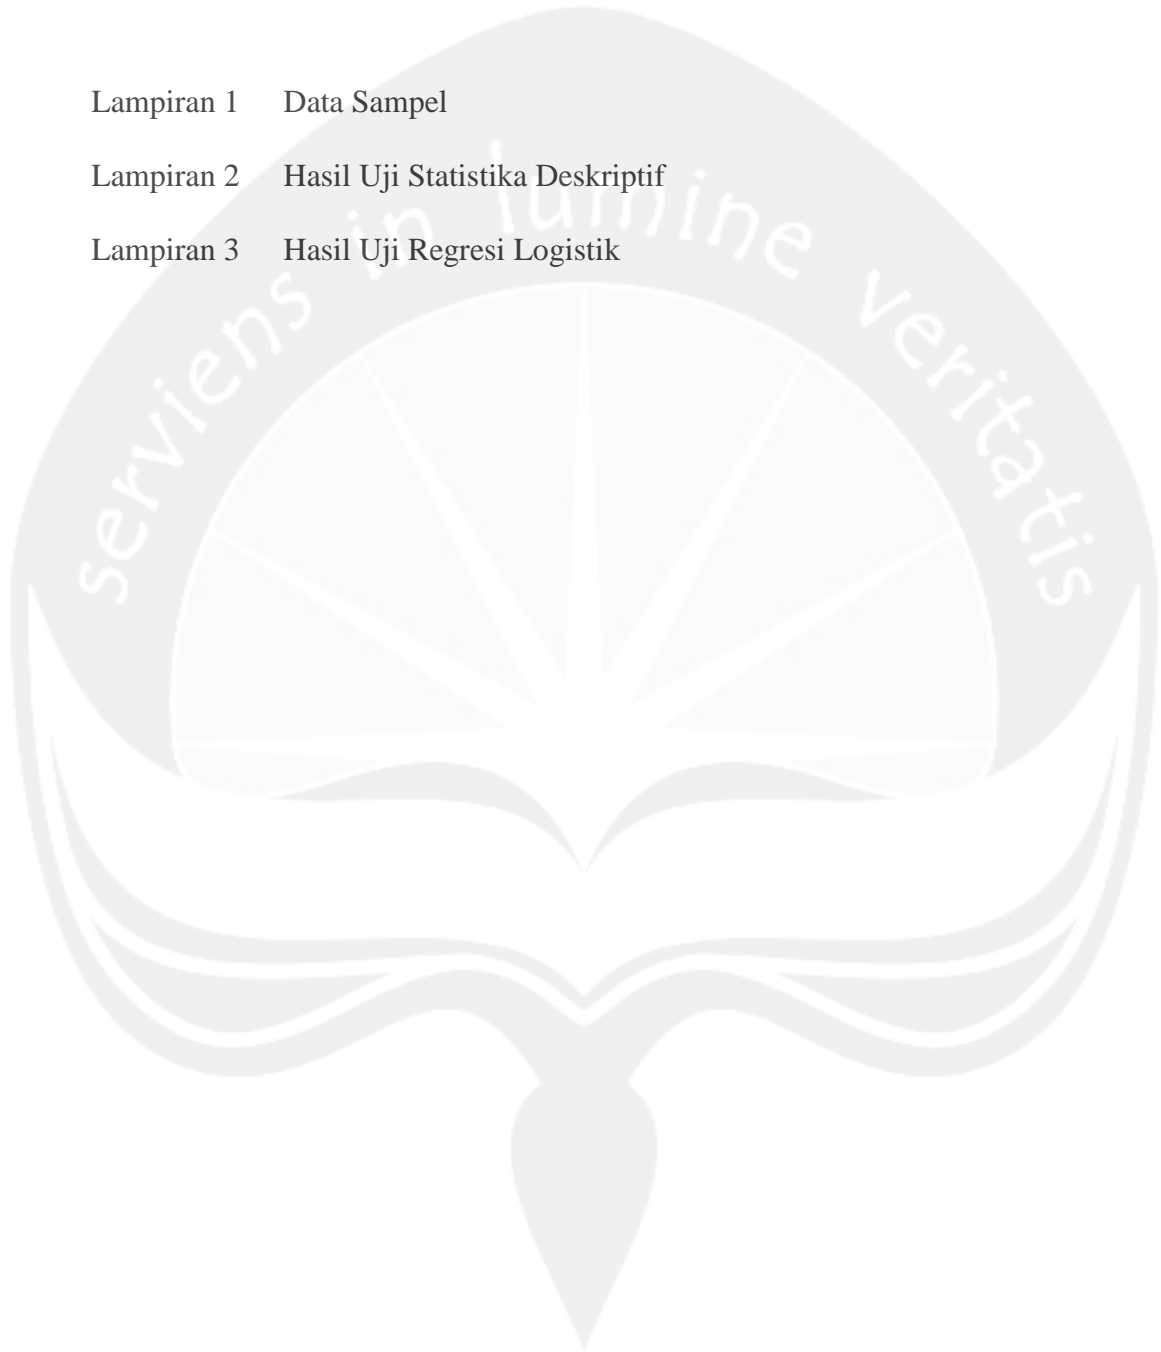 Lampiran 1 Data Sampel
Lampiran 2 Hasil Uji Statistika Deskriptif
Lampiran 3 Hasil Uji Regresi Logistik
serviens in lumine veritatis